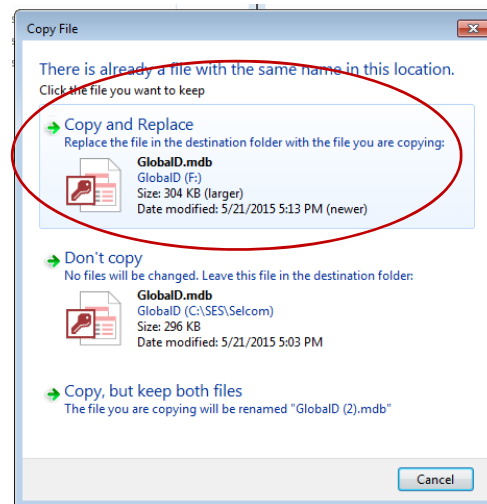 Copy File
There is already a file with the same name in this location.
Click the file you want to keep
Copy and Replace
Replace the file in the destination folder with the file you are copying:
GlobalD.mdb
GlobalD (F:)
Size: 304 KB (larger)
Date modified: 5/21/2015 5:13 PM (newer)
Don't copy
No files will be changed. Leave this file in the destination folder:
GlobalD.mdb
GlobalD (C:\SES\Selcom)
Size: 296 KB
Date modified: 5/21/2015 5:03 PM
Copy, but keep both files
The file you are copying will be renamed "GlobalD (2).mdb"
Cancel